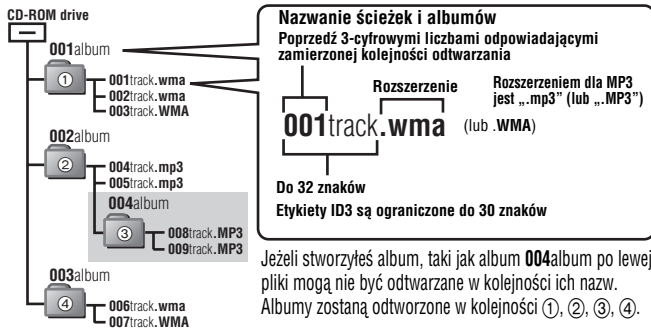 CD-ROM drive
001album
①
001track.wma
002track.wma
003track.WMA
002album
②
004track.mp3
005track.mp3
004album
③
008track.MP3
009track.MP3
003album
④
006track.wma
007track.WMA
Nazwanie ścieżek i albumów
Poprzedź 3-cyfrowymi liczbami odpowiadającymi
zamierzonej kolejności odtwarzania
Rozszerzenie
Rozszerzeniem dla MP3
jest „.mp3” (lub „.MP3”)
001track.wma
(lub .WMA)
Do 32 znaków
Etykiety ID3 są ograniczone do 30 znaków
Jeżeli stworzyłeś album, taki jak album 004album po lewej
pliki mogą nie być odtwarzane w kolejności ich nazw.
Albumy zostaną odtworzone w kolejności ①, ②, ③, ④.